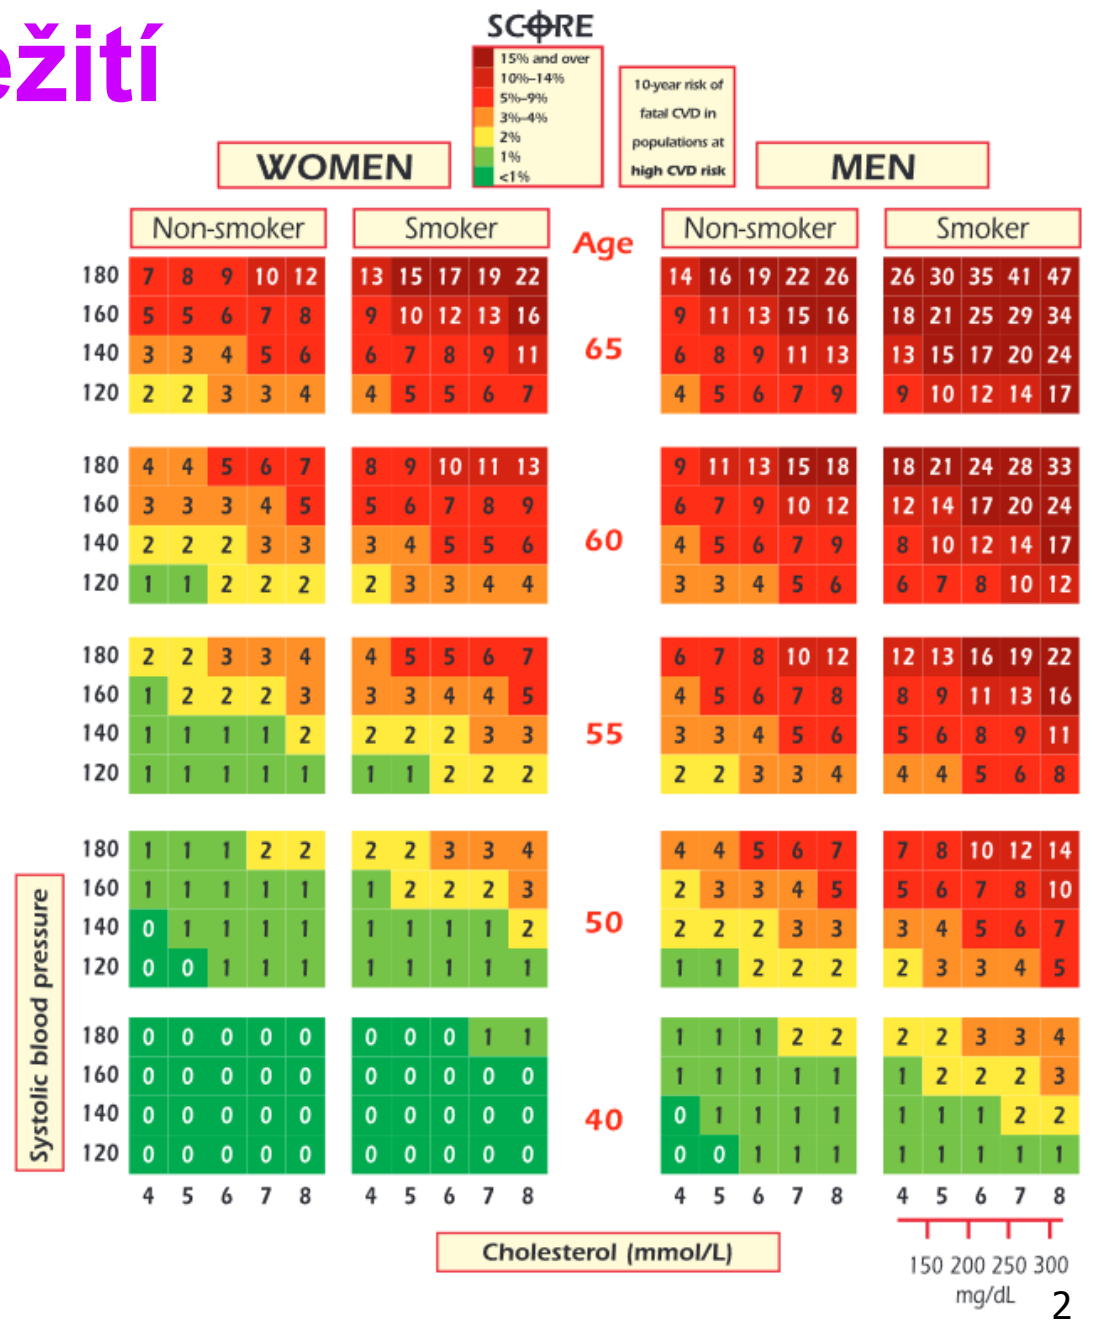 ežití
SCORE
15% and over
10%–14%
5%–9%
3%–4%
2%
1%
<1%
10-year risk of
fatal CVD in
populations at
high CVD risk
WOMEN
MEN
Non-smoker Smoker Age Non-smoker Smoker
180 7 8 9 10 12 13 15 17 19 22 14 16 19 22 26 26 30 35 41 47
160 5 5 6 7 8 9 10 12 13 16 9 11 13 15 16 18 21 25 29 34
65
140 3 3 4 5 6 6 7 8 9 11 6 8 9 11 13 13 15 17 20 24
120 2 2 3 3 4 4 5 5 6 7 4 5 6 7 9 9 10 12 14 17
180 4 4 5 6 7 8 9 10 11 13 9 11 13 15 18 18 21 24 28 33
160 3 3 3 4 5 5 6 7 8 9 6 7 9 10 12 12 14 17 20 24
60
140 2 2 2 3 3 3 4 5 5 6 4 5 6 7 9 8 10 12 14 17
120 1 1 2 2 2 2 3 3 4 4 3 3 4 5 6 6 7 8 10 12
180 2 2 3 3 4 4 5 5 6 7 6 7 8 10 12 12 13 16 19 22
160 1 2 2 2 3 3 3 4 4 5 4 5 6 7 8 8 9 11 13 16
55
140 1 1 1 1 2 2 2 2 3 3 3 3 4 5 6 5 6 8 9 11
120 1 1 1 1 1 1 1 2 2 2 2 2 3 3 4 4 4 5 6 8
180 1 1 1 2 2 2 2 3 3 4 4 4 5 6 7 7 8 10 12 14
160 1 1 1 1 1 1 2 2 2 3 2 3 3 4 5 5 6 7 8 10
50
140 0 1 1 1 1 1 1 1 1 2 2 2 2 3 3 3 4 5 6 7
120 0 0 1 1 1 1 1 1 1 1 1 1 2 2 2 2 3 3 4 5
180 0 0 0 0 0 0 0 0 1 1 1 1 1 2 2 2 2 3 3 4
160 0 0 0 0 0 0 0 0 0 0 1 1 1 1 1 1 2 2 2 3
40
140 0 0 0 0 0 0 0 0 0 0 0 1 1 1 1 1 1 1 2 2
120 0 0 0 0 0 0 0 0 0 0 0 0 1 1 1 1 1 1 1 1
4 5 6 7 8 4 5 6 7 8 4 5 6 7 8 4 5 6 7 8
Systolic blood pressure
Cholesterol (mmol/L)
150 200 250 300
mg/dL
2